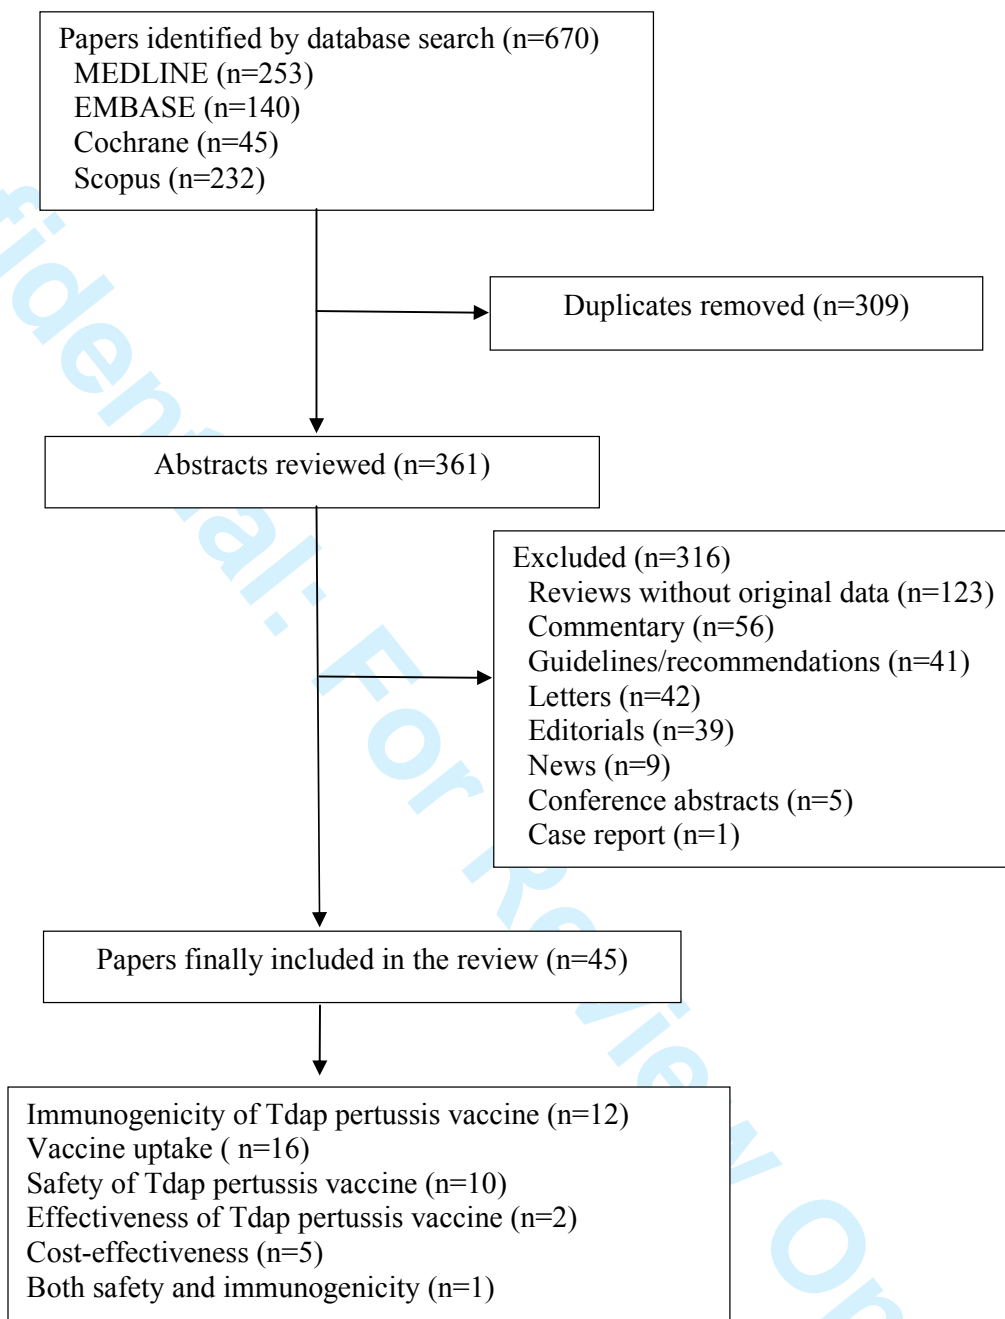 Papers identified by database search (n=670)
MEDLINE (n=253)
EMBASE (n=140)
Cochrane (n=45)
Scopus (n=232)
Duplicates removed (n=309)
Abstracts reviewed (n=361)
Excluded (n=316)
Reviews without original data (n=123)
Commentary (n=56)
Guidelines/recommendations (n=41)
Letters (n=42)
Editorials (n=39)
News (n=9)
Conference abstracts (n=5)
Case report (n=1)
Papers finally included in the review (n=45)
Immunogenicity of Tdap pertussis vaccine (n=12)
Vaccine uptake ( n=16)
Safety of Tdap pertussis vaccine (n=10)
Effectiveness of Tdap pertussis vaccine (n=2)
Cost-effectiveness (n=5)
Both safety and immunogenicity (n=1)
fidential: For Review On